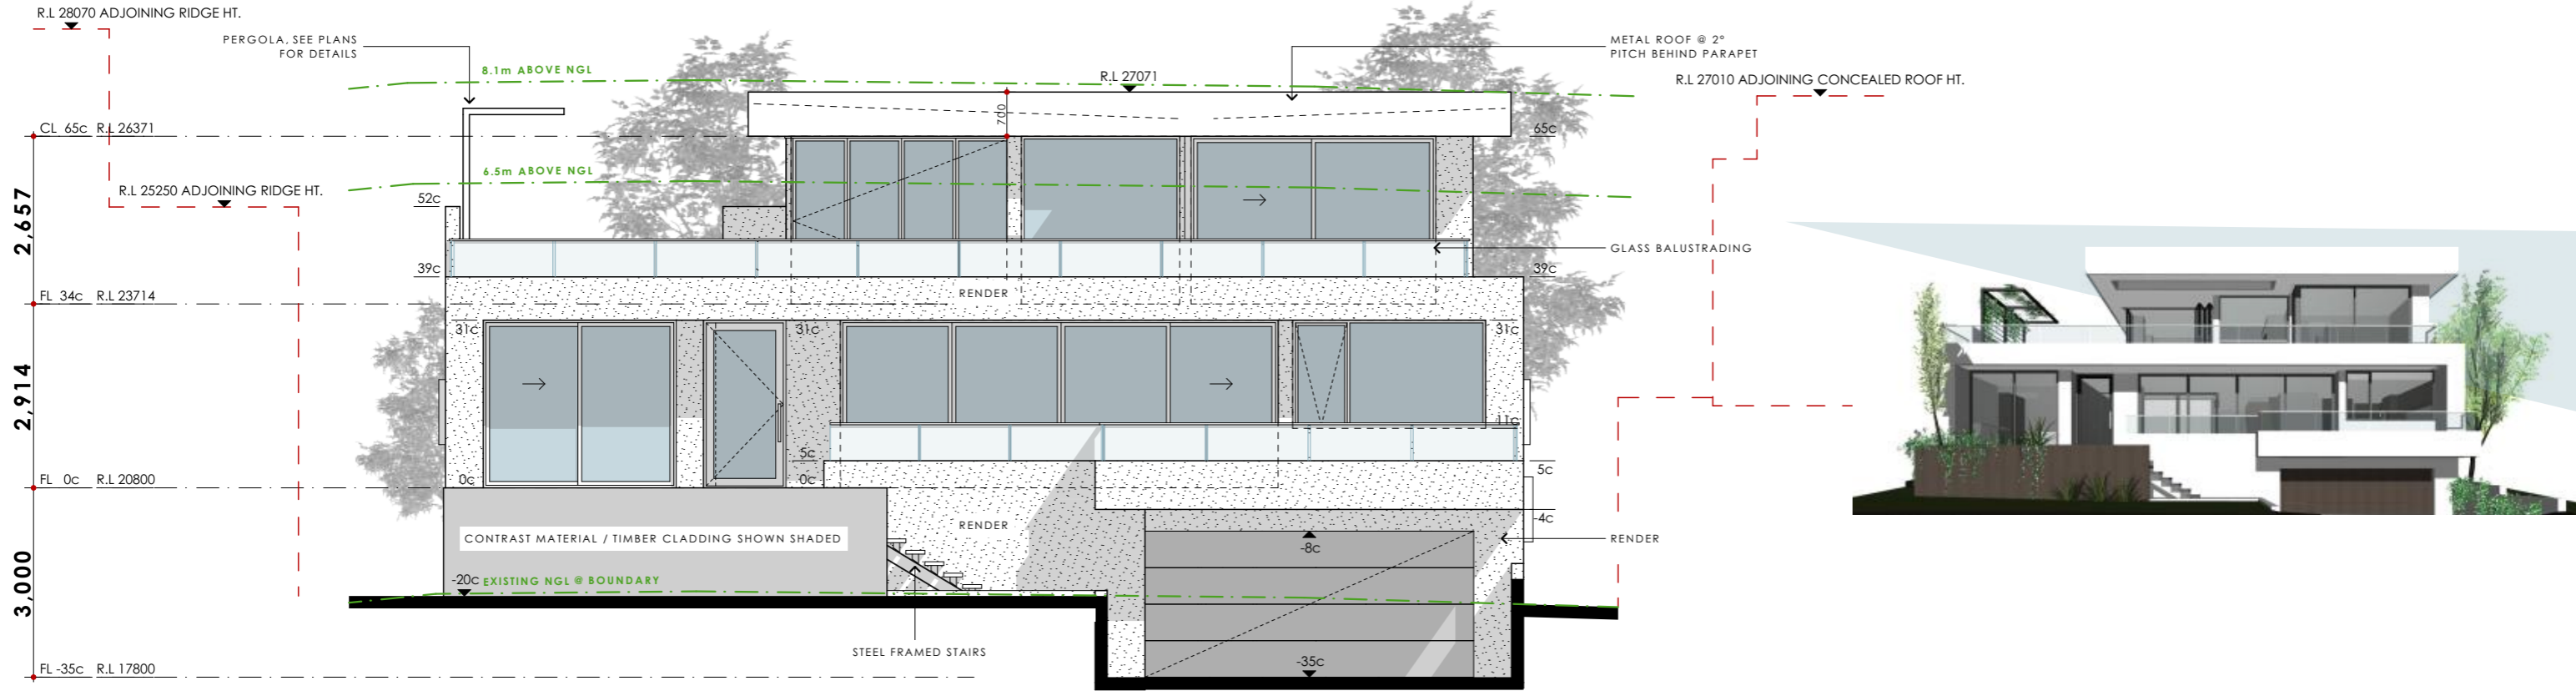 R.L 28070 ADJOINING RIDGE HT.
PERGOLA, SEE PLANS
FOR DETAILS
METAL ROOF @ 2°
PITCH BEHIND PARAPET
8.1m ABOVE NGL
R.L 27071
R.L 27010 ADJOINING CONCEALED ROOF HT.
700
CL 65c R.L 26371
65c
6.5m ABOVE NGL
R.L 25250 ADJOINING RIDGE HT.
52c
2,657
GLASS BALUSTRADING
39c
39c
FL 34c R.L 23714
RENDER
31c
31c
31c
2,914
11c
5c
5c
FL 0c R.L 20800
0c
0c
-4c
RENDER
CONTRAST MATERIAL / TIMBER CLADDING SHOWN SHADED
RENDER
-8c
3,000
-20c EXISTING NGL @ BOUNDARY
STEEL FRAMED STAIRS
-35c
FL -35c R.L 17800